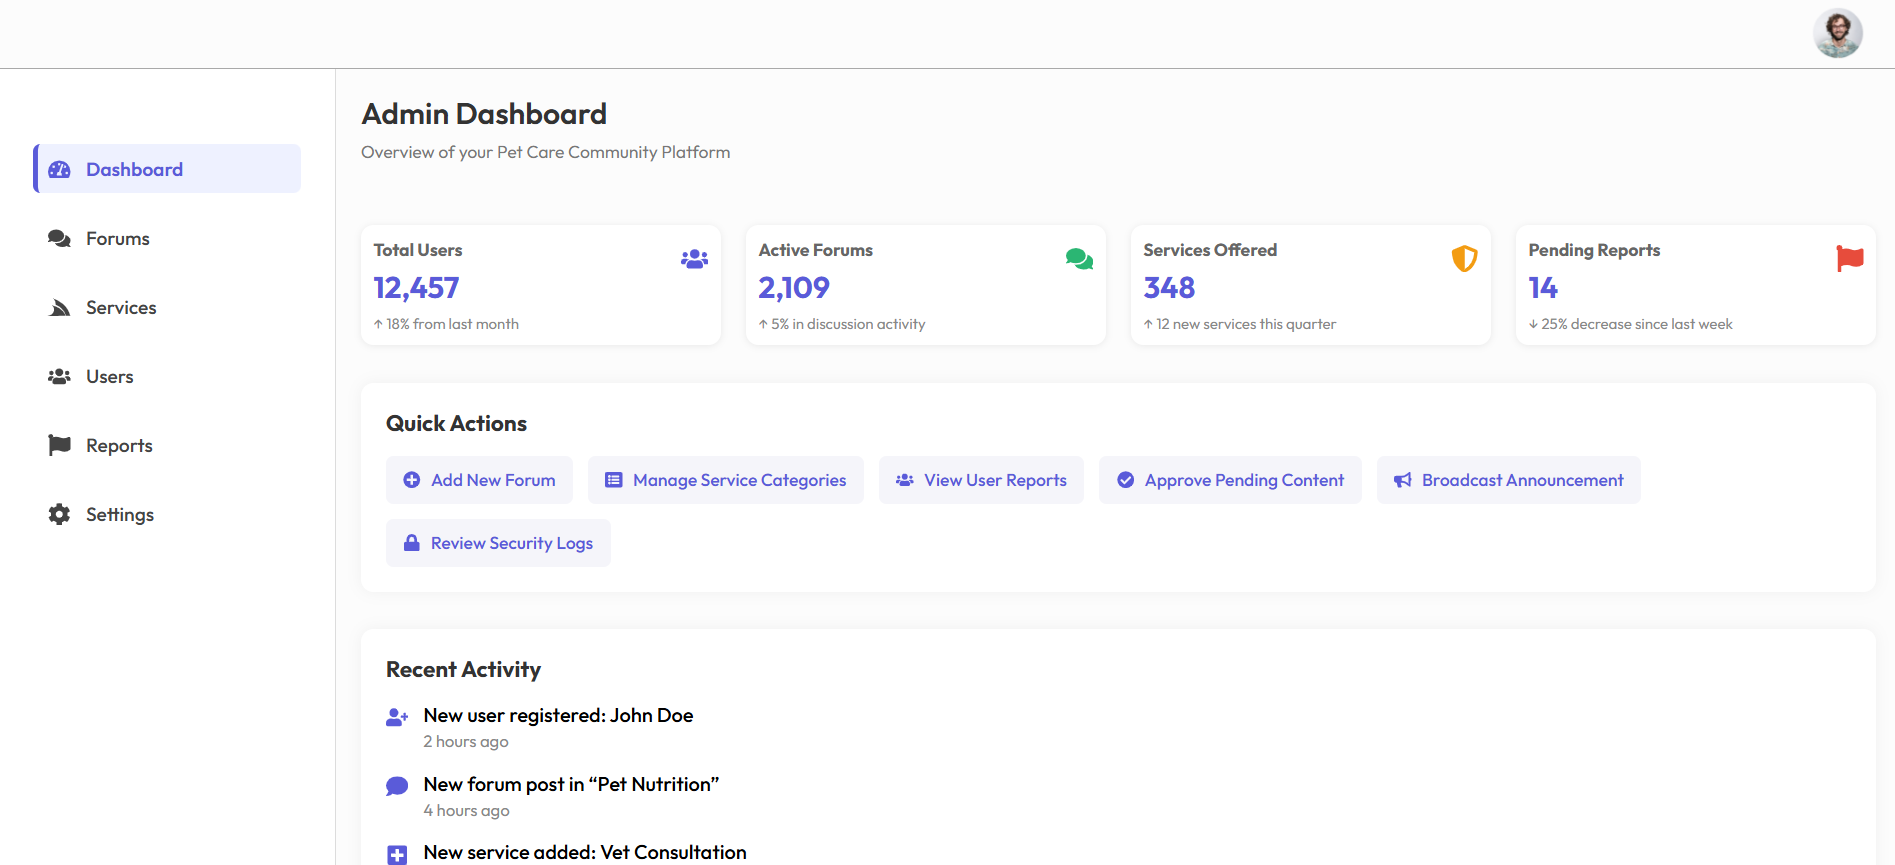 Dashboard
Forums
Services
Users
Reports
Settings
Admin Dashboard
Overview of your Pet Care Community Platform
Total Users
12,457
↑ 18% from last month
Active Forums
2,109
↑ 5% in discussion activity
Services Offered
348
↑ 12 new services this quarter
Pending Reports
14
↓ 25% decrease since last week
Quick Actions
Add New Forum
Manage Service Categories
View User Reports
Approve Pending Content
Broadcast Announcement
Review Security Logs
Recent Activity
New user registered: John Doe
2 hours ago
New forum post in “Pet Nutrition”
4 hours ago
New service added: Vet Consultation